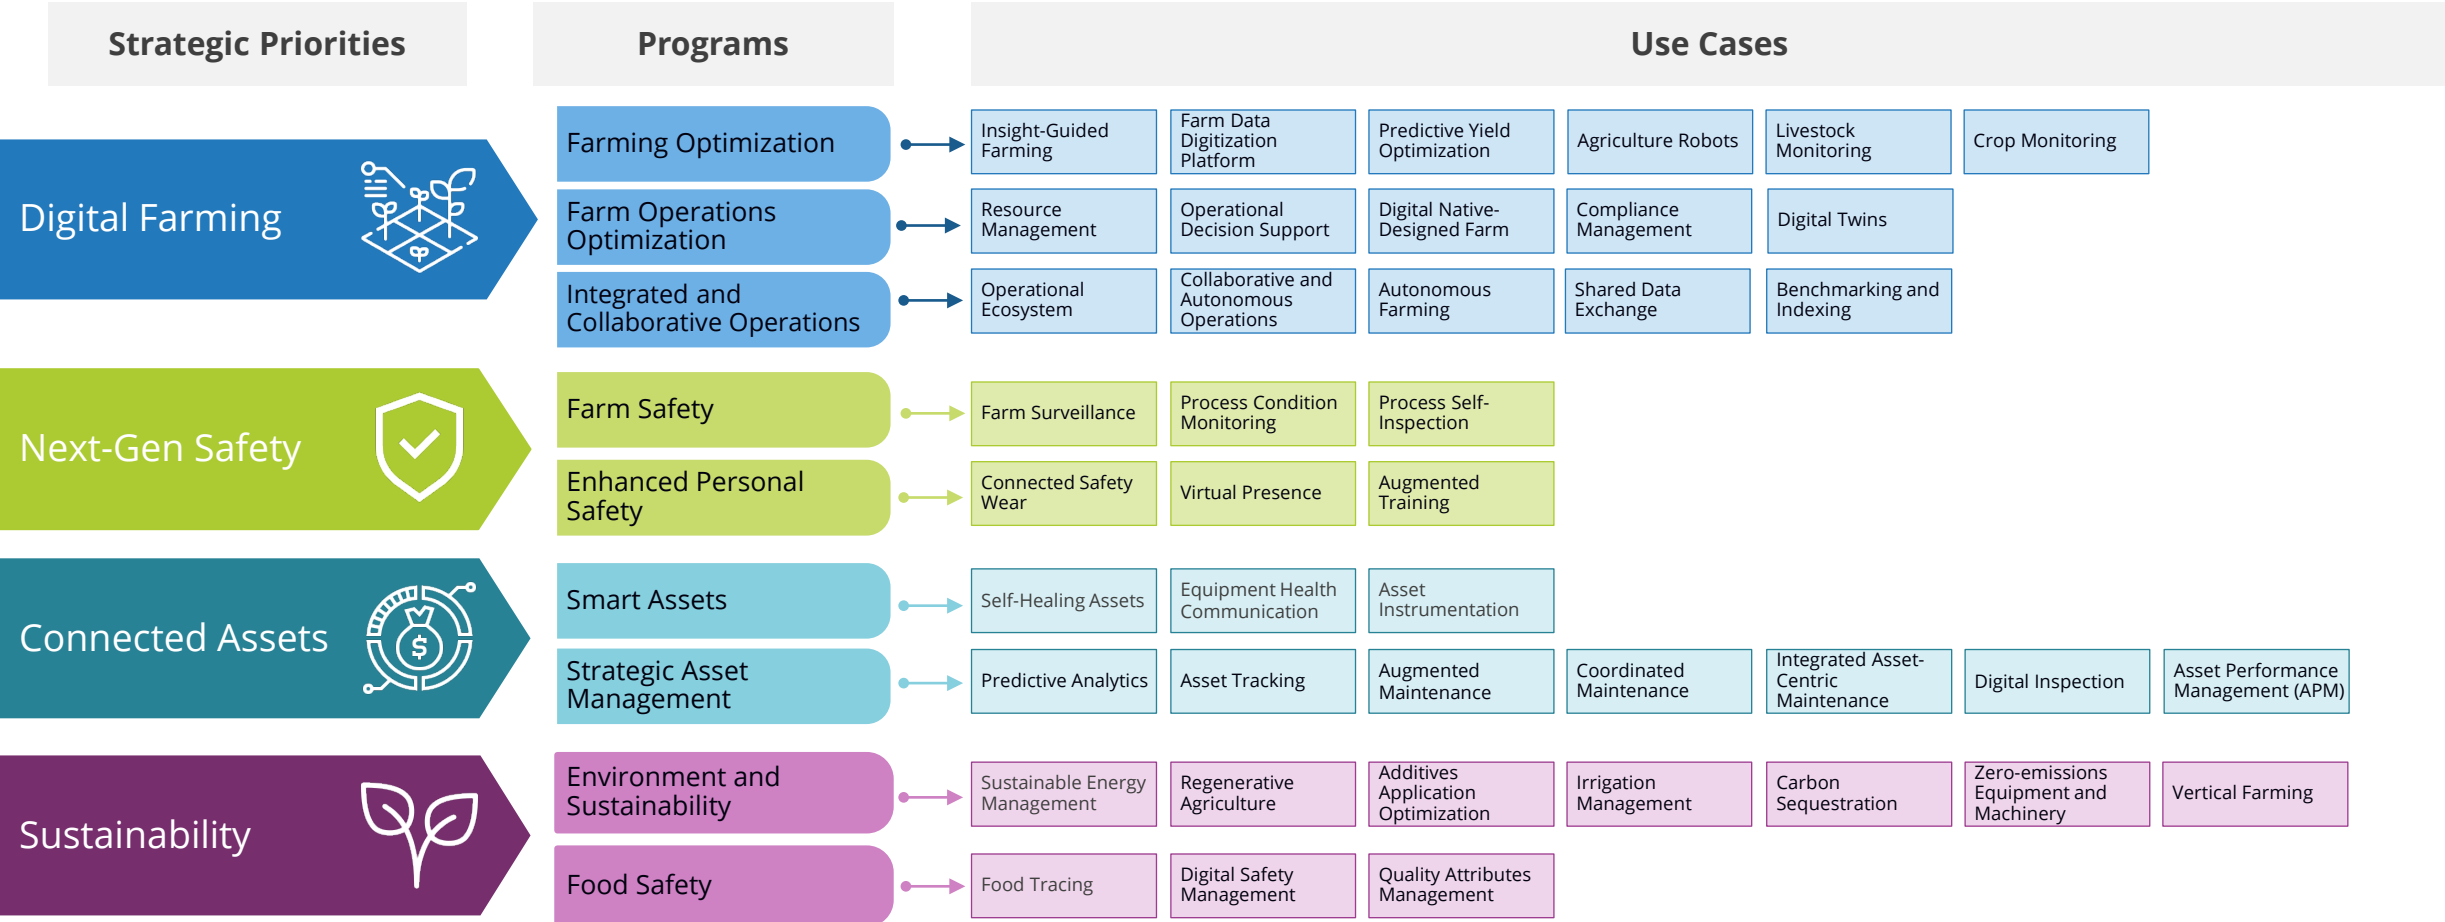 Strategic Priorities
Programs
Use Cases
Digital Farming
Farming Optimization
Insight-Guided
Farming
Farm Data
Digitization
Platform
Predictive Yield
Optimization
Agriculture Robots
Livestock
Monitoring
Crop Monitoring
Farm Operations
Optimization
Resource
Management
Operational
Decision Support
Digital Native-
Designed Farm
Compliance
Management
Digital Twins
Integrated and
Collaborative Operations
Operational
Ecosystem
Collaborative and
Autonomous
Operations
Autonomous
Farming
Shared Data
Exchange
Benchmarking and
Indexing
Next-Gen Safety
Farm Safety
Farm Surveillance
Process Condition
Monitoring
Process Self-
Inspection
Enhanced Personal
Safety
Connected Safety
Wear
Virtual Presence
Augmented
Training
Connected Assets
$
Smart Assets
Self-Healing Assets
Equipment Health
Communication
Asset
Instrumentation
Strategic Asset
Management
Predictive Analytics
Asset Tracking
Augmented
Maintenance
Coordinated
Maintenance
Integrated Asset-
Centric
Maintenance
Digital Inspection
Asset Performance
Management (APM)
Sustainability
Environment and
Sustainability
Sustainable Energy
Management
Regenerative
Agriculture
Additives
Application
Optimization
Irrigation
Management
Carbon
Sequestration
Zero-emissions
Equipment and
Machinery
Vertical Farming
Food Safety
Food Tracing
Digital Safety
Management
Quality Attributes
Management